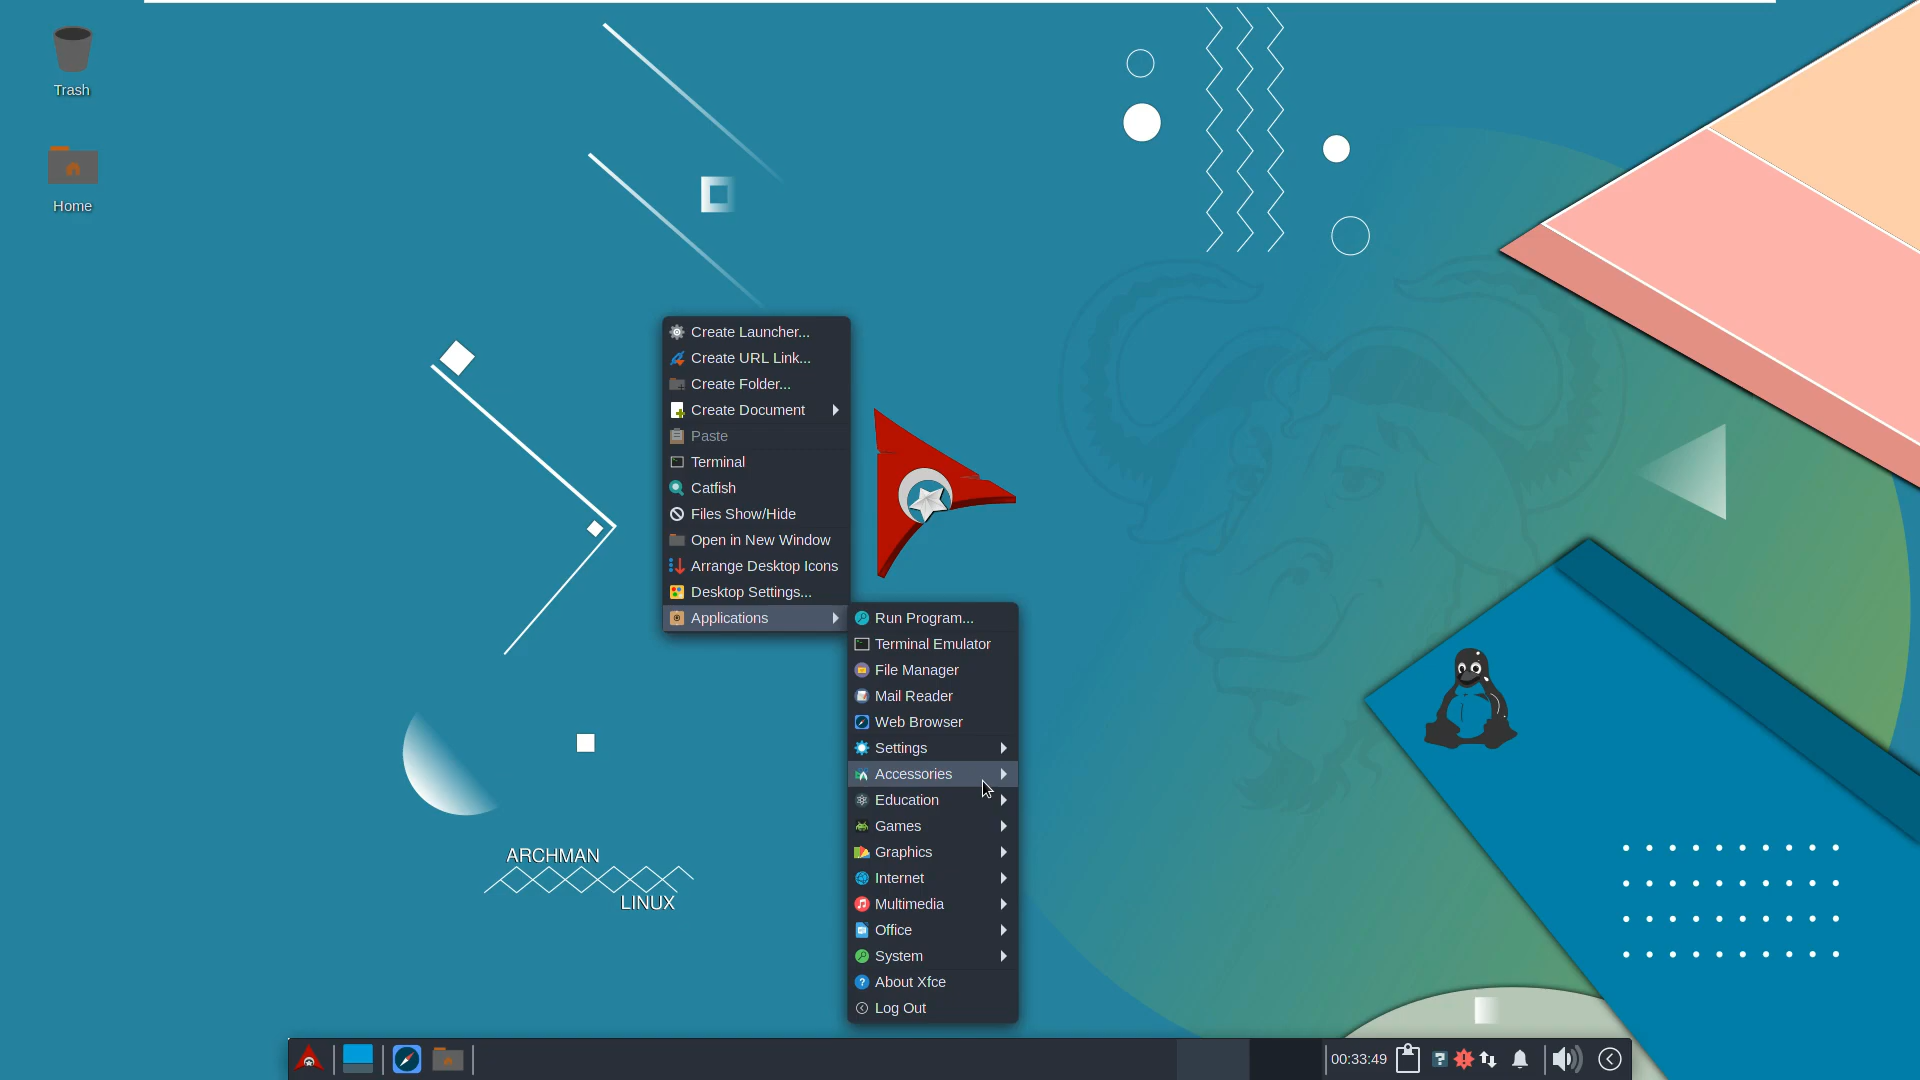 Trash
Home
Create Launcher...
Create URL Link...
Create Folder...
Create Document
Paste
Terminal
Catfish
Files Show/Hide
Open in New Window
Arrange Desktop Icons
Desktop Settings...
Applications
Run Program...
Terminal Emulator
File Manager
Mail Reader
Web Browser
Settings
Accessories
Education
Games
Graphics
Internet
Multimedia
Office
System
About Xfce
Log Out
ARCHMAN
LINUX
00:33:49